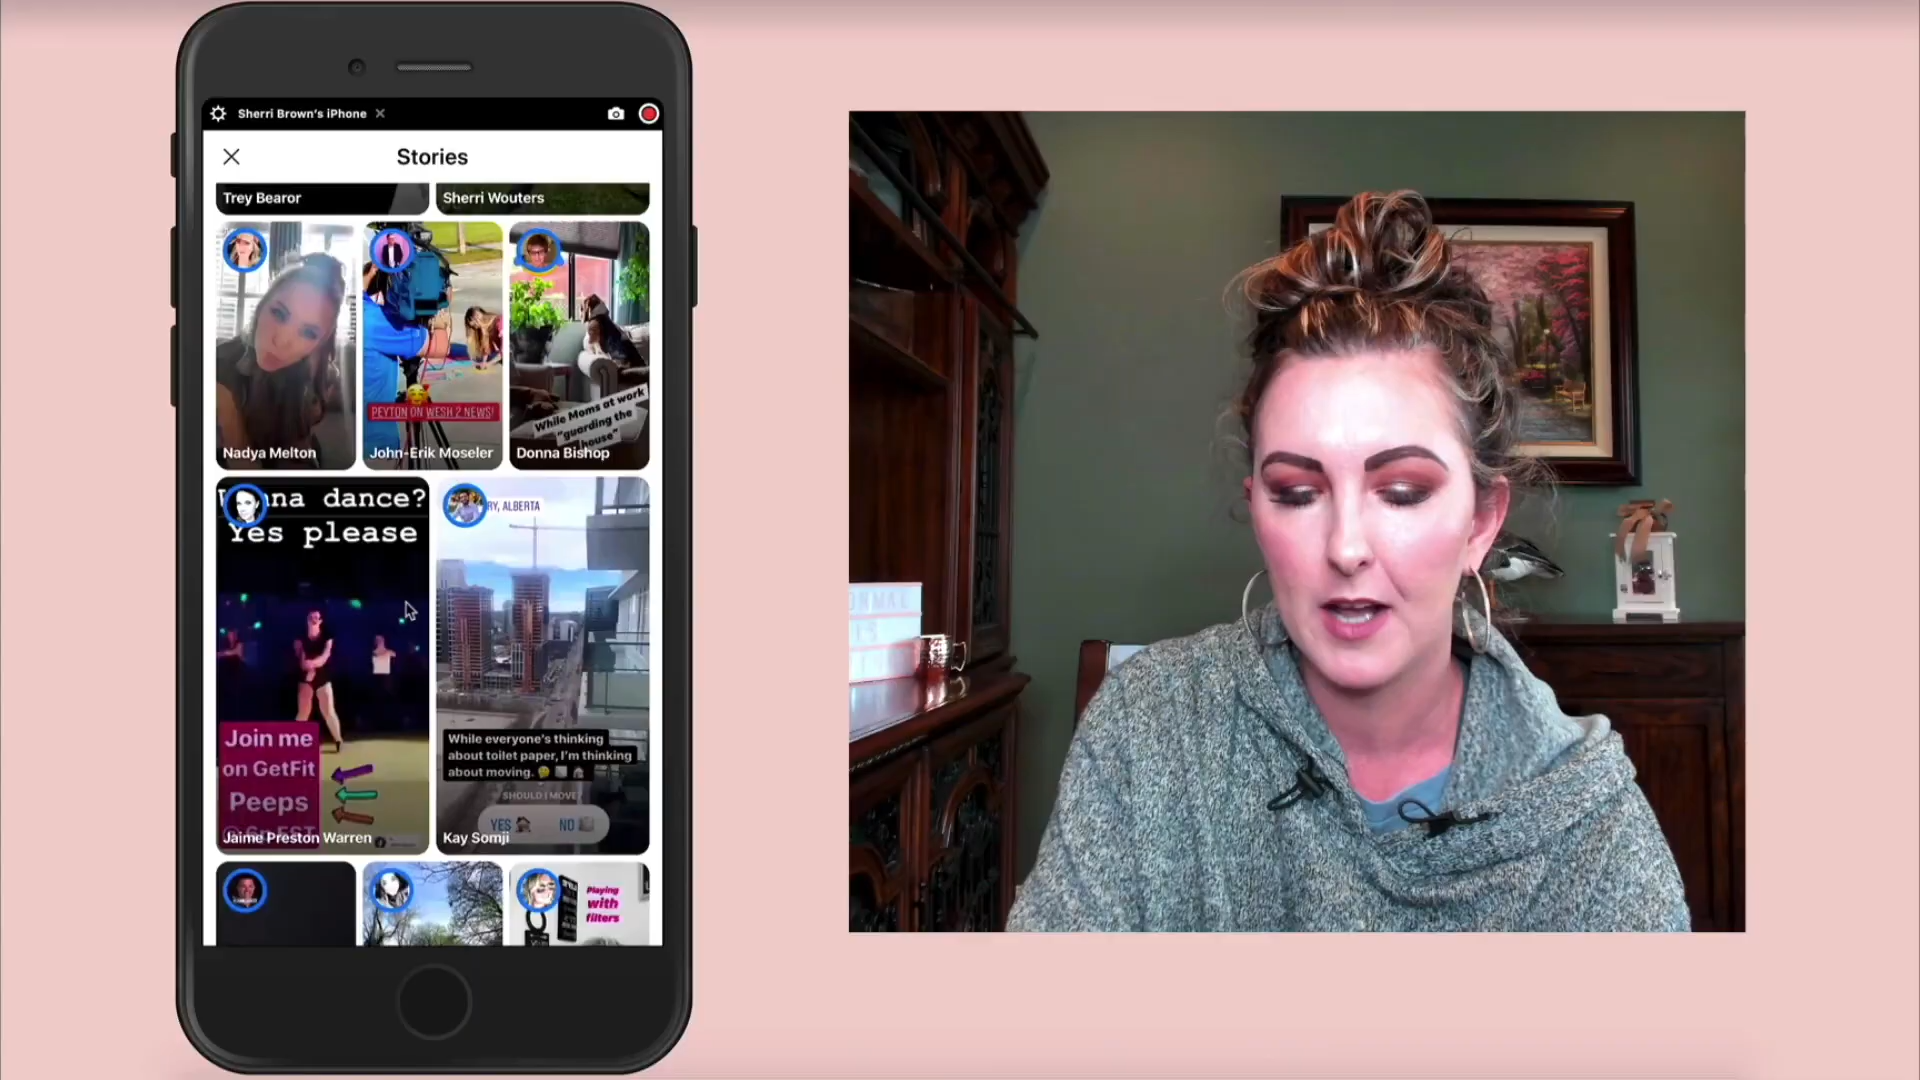 Sherri Brown's iPhone
Stories
Trey Bearor
Sherri Wouters
PEYTON ON WESH 2 NEWS!
While Moms at work
"guarding the
house"
Nadya Melton
John-Erik Moseler
Donna Bishop
dance?
Yes please
RY, ALBERTA
Join me
on GetFit
Peeps
While everyone's thinking
about toilet paper, I'm thinking
about moving.
SHOULD I MOVE?
YES
NO
Jaime Preston Warren
Kay Somji
Playing
with
filters